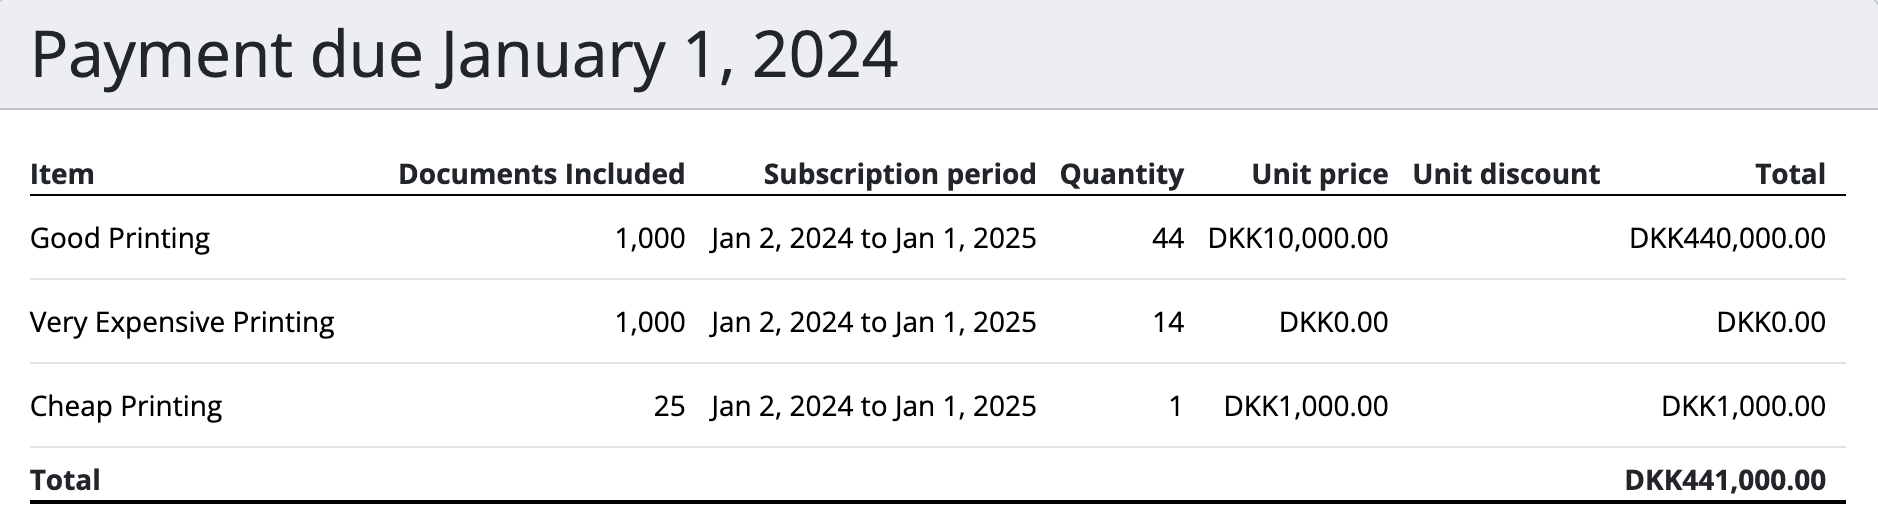 Payment due January 1, 2024
Item Documents Included Subscription period Quantity Unit price Unit discount Total
Good Printing 1,000 Jan 2, 2024 to Jan 1, 2025 44 DKK10,000.00 DKK440,000.00
Very Expensive Printing 1,000 Jan 2, 2024 to Jan 1, 2025 14 DKK0.00 DKK0.00
Cheap Printing 25 Jan 2, 2024 to Jan 1, 2025 1 DKK1,000.00 DKK1,000.00
Total DKK441,000.00